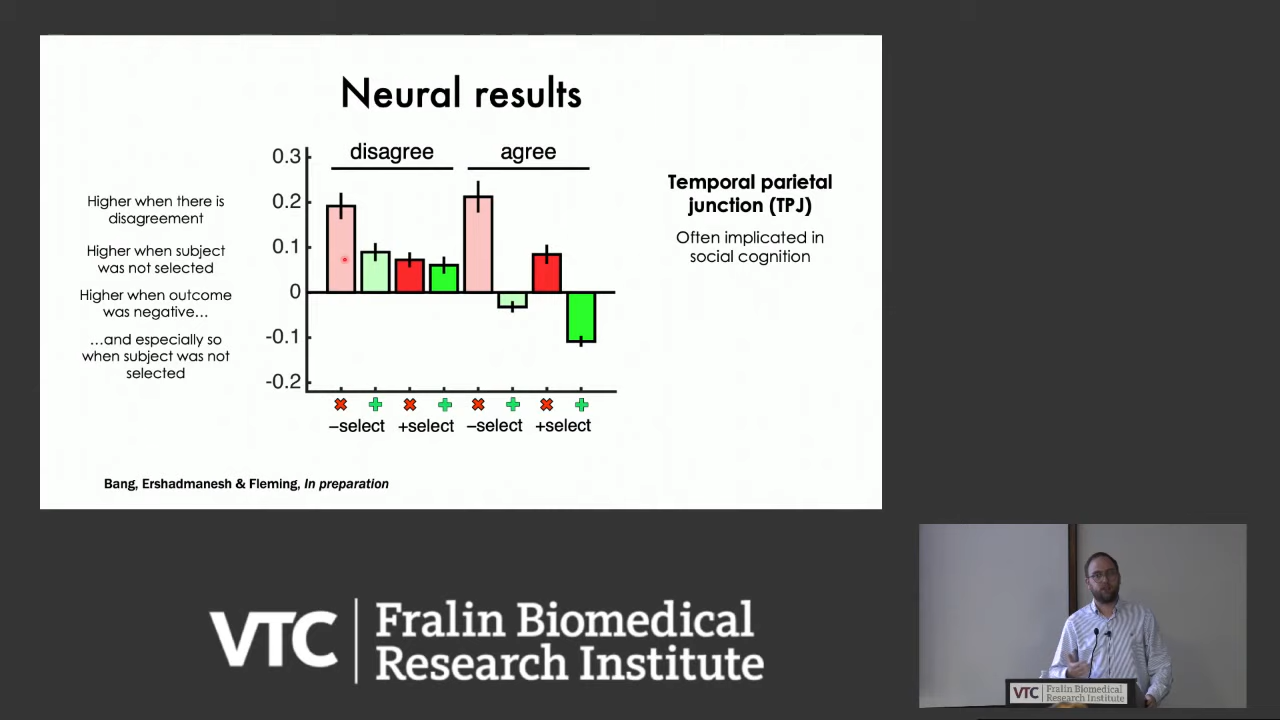 Neural results
disagree agree
0.3
0.2
0.1
0
-0.1
-0.2
–select +select –select +select
Higher when there is
disagreement
Higher when subject
was not selected
Higher when outcome
was negative…
…and especially so
when subject was not
selected
Temporal parietal
junction (TPJ)
Often implicated in
social cognition
Bang, Ershadmanesh & Fleming, In preparation
VTC Fralin Biomedical
Research Institute
VTC Fralin Biomedical
Research Institute